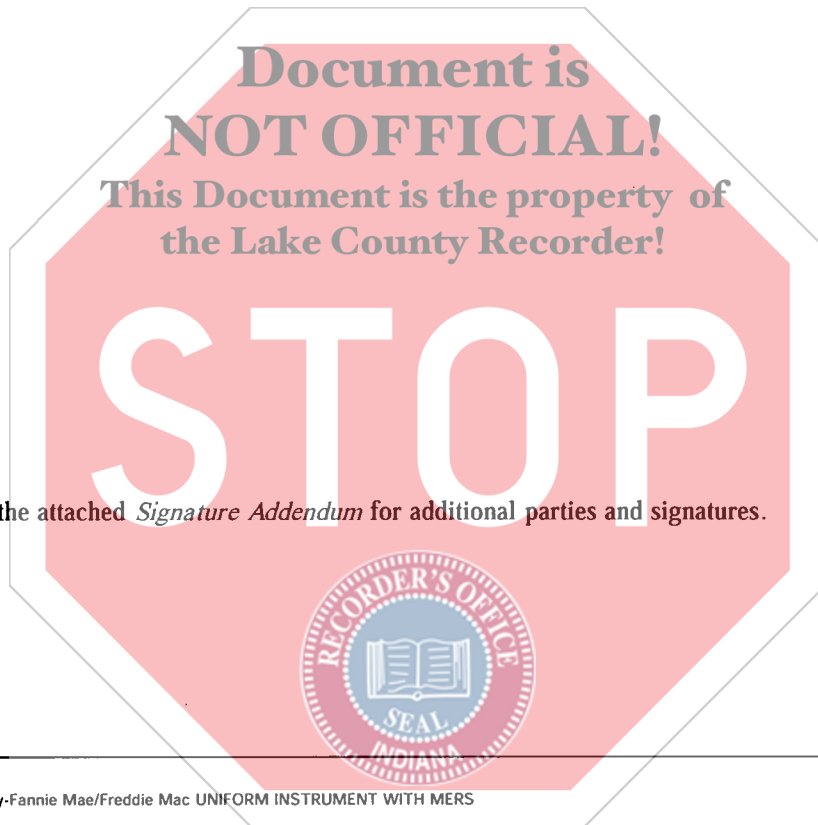 Document is
NOT OFFICIAL!
This Document is the property of
the Lake County Recorder!
STOP
the attached Signature Addendum for additional parties and signatures.
RECORDER'S OFFICE
SEAL
INDIANA
y-Fannie Mae/Freddie Mac UNIFORM INSTRUMENT WITH MERS